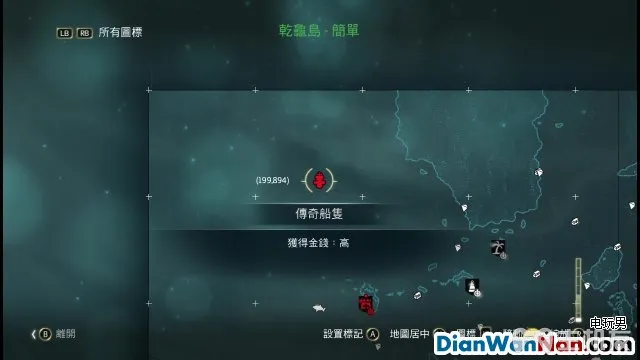 LB RB 所有圖標
乾龜島 - 簡單
(199,894)
傳奇船隻
獲得金錢：高
B 離開
設置標記 A 地圖居中
电玩男
DianWanNan.com